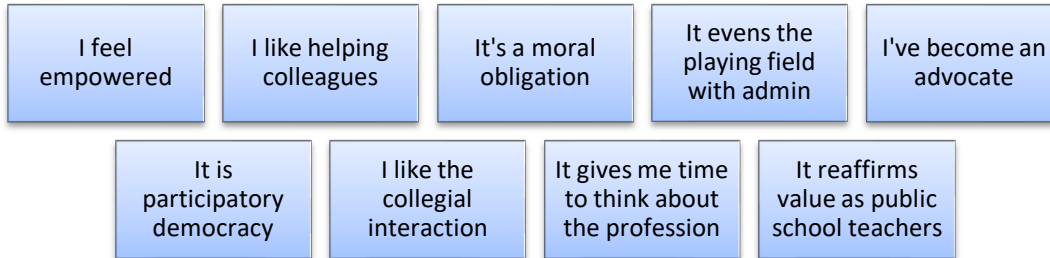 I feel
empowered
I like helping
colleagues
It's a moral
obligation
It evens the
playing field
with admin
I've become an
advocate
It is
participatory
democracy
I like the
collegial
interaction
It gives me time
to think about
the profession
It reaffirms
value as public
school teachers